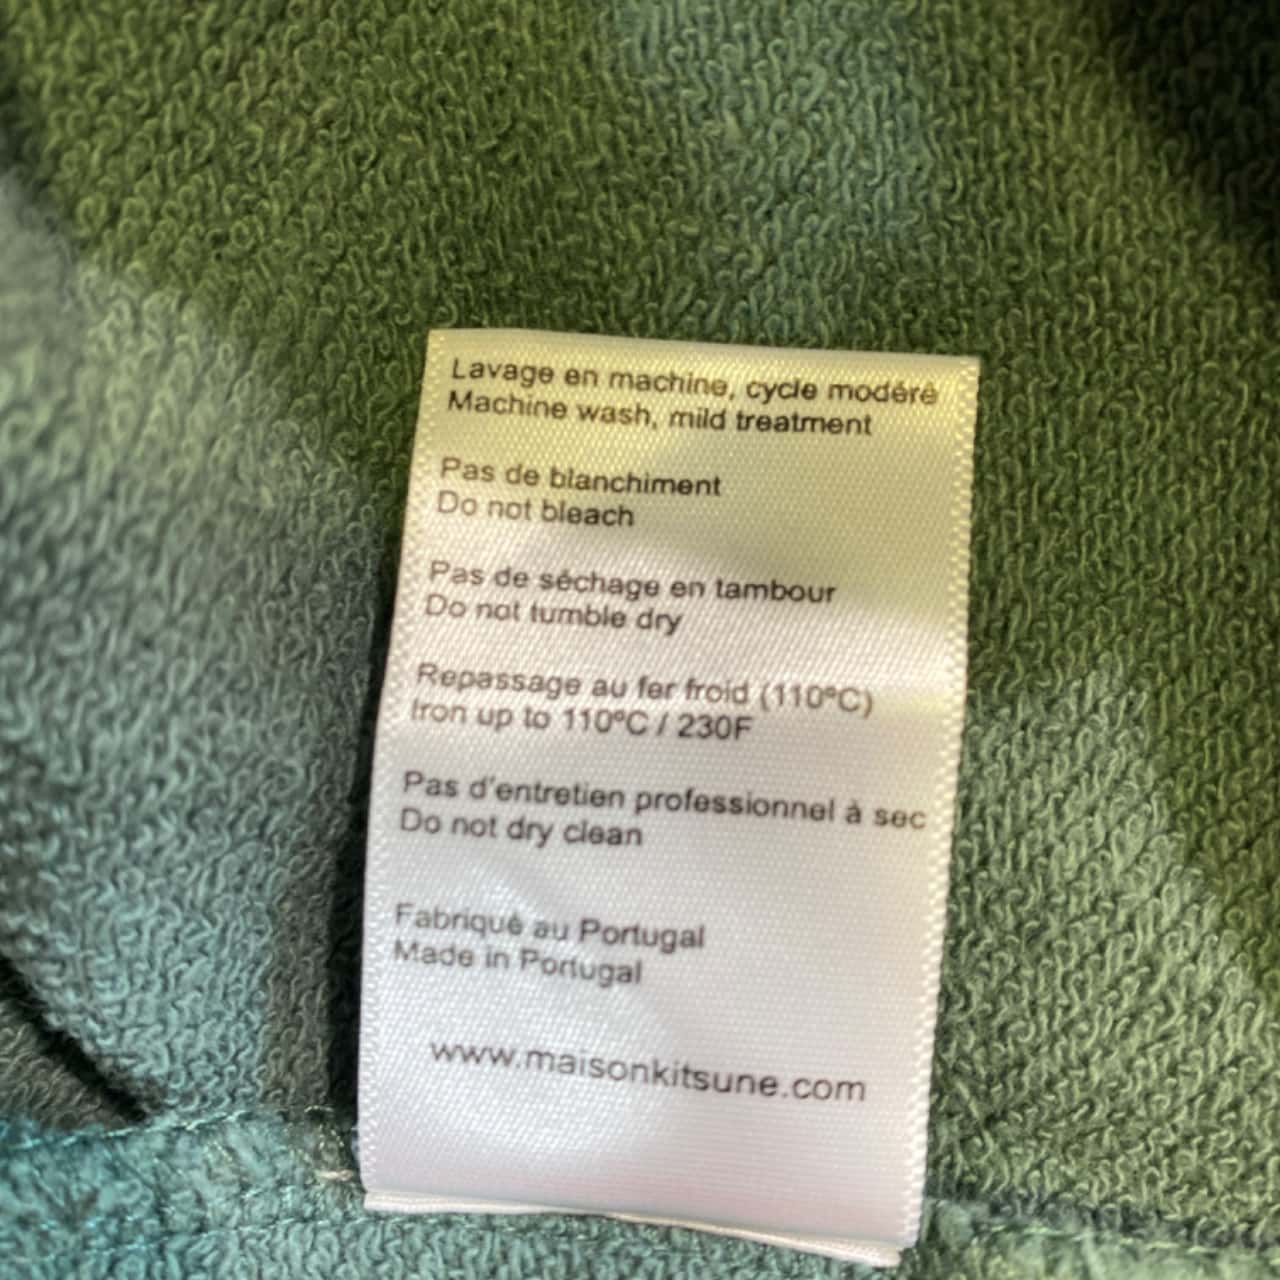 Lavage en machine, cycle modéré
Machine wash, mild treatment
Pas de blanchiment
Do not bleach
Pas de séchage en tambour
Do not tumble dry
Repassage au fer froid (110ºC)
Iron up to 110ºC / 230F
Pas d'entretien professionnel à sec
Do not dry clean
Fabriqué au Portugal
Made in Portugal
www.maisonkitsune.com